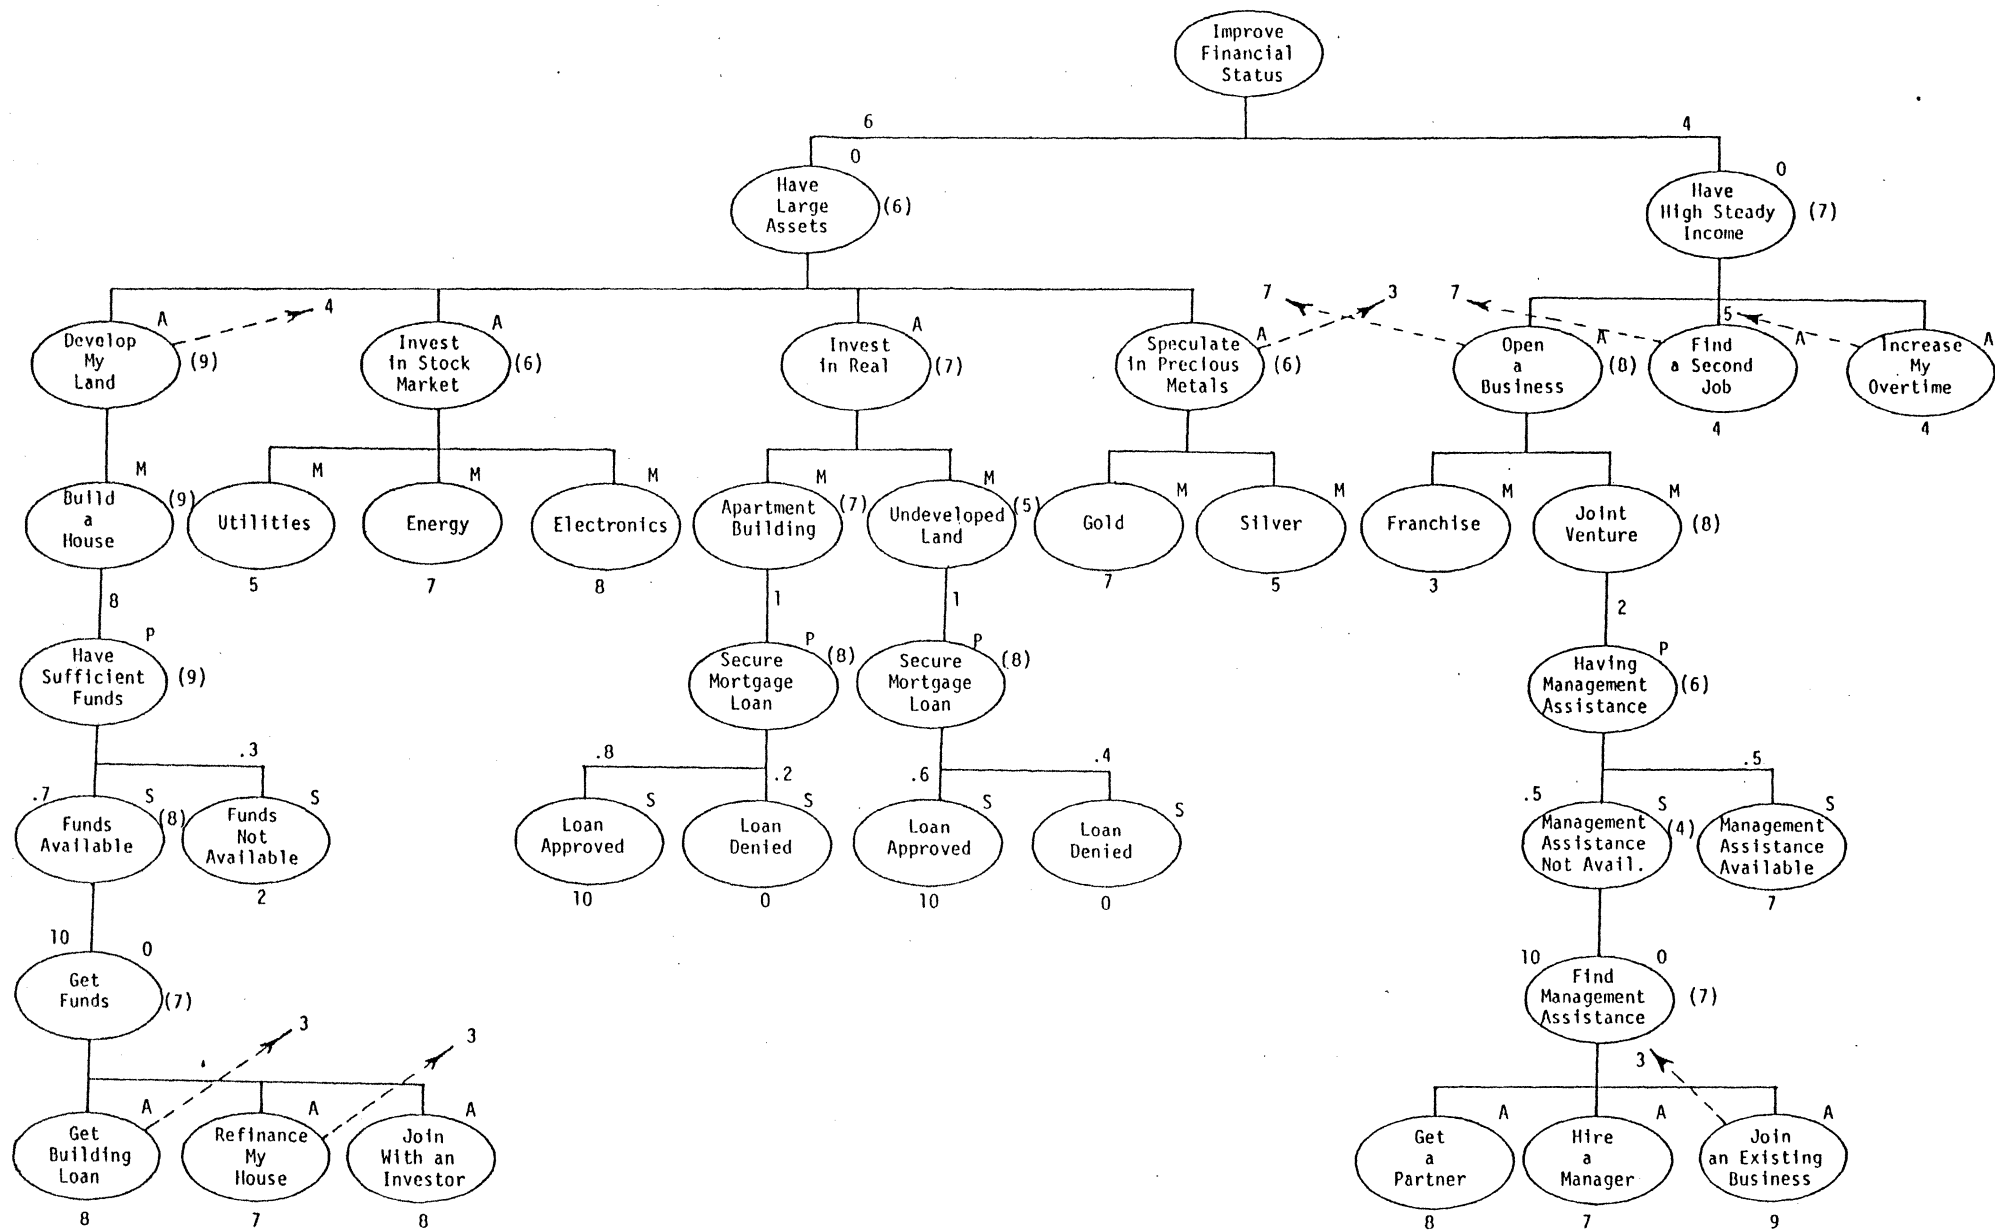 Improve
Financial
Status
6
4
0
0
Have
Large
Assets
(6)
Have
High Steady
Income
(7)
4
7
3
7
5
A
Develop
My
Land
(9)
A
Invest
in Stock
Market
(6)
A
Invest
in Real
(7)
A
Speculate
in Precious
Metals
(6)
A
Open
a
Business
(8)
A
Find
a Second
Job
4
A
Increase
My
Overtime
4
M
Build
a
House
(9)
M
Utilities
5
M
Energy
7
M
Electronics
8
M
Apartment
Building
(7)
M
Undeveloped
Land
(5)
M
Gold
7
M
Silver
5
M
Franchise
3
M
Joint
Venture
(8)
8
1
1
2
P
Have
Sufficient
Funds
(9)
P
Secure
Mortgage
Loan
(8)
P
Secure
Mortgage
Loan
(8)
P
Having
Management
Assistance
(6)
.7
.3
.8
.2
.6
.4
.5
.5
S
Funds
Available
(8)
S
Funds
Not
Available
2
S
Loan
Approved
10
S
Loan
Denied
0
S
Loan
Approved
10
S
Loan
Denied
0
S
Management
Assistance
Not Avail.
(4)
S
Management
Assistance
Available
7
10
0
Get
Funds
(7)
10
0
Find
Management
Assistance
(7)
3
3
3
A
Get
Building
Loan
8
A
Refinance
My
House
7
A
Join
With an
Investor
8
A
Get
a
Partner
8
A
Hire
a
Manager
7
A
Join
an Existing
Business
9